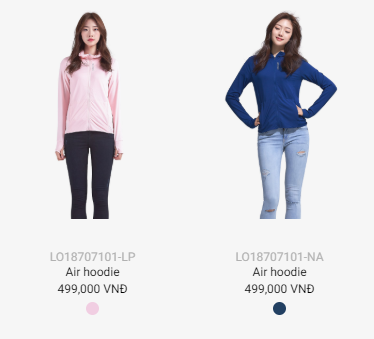 LO18707101-LP
Air hoodie
499,000 VNĐ
LO18707101-NA
Air hoodie
499,000 VNĐ